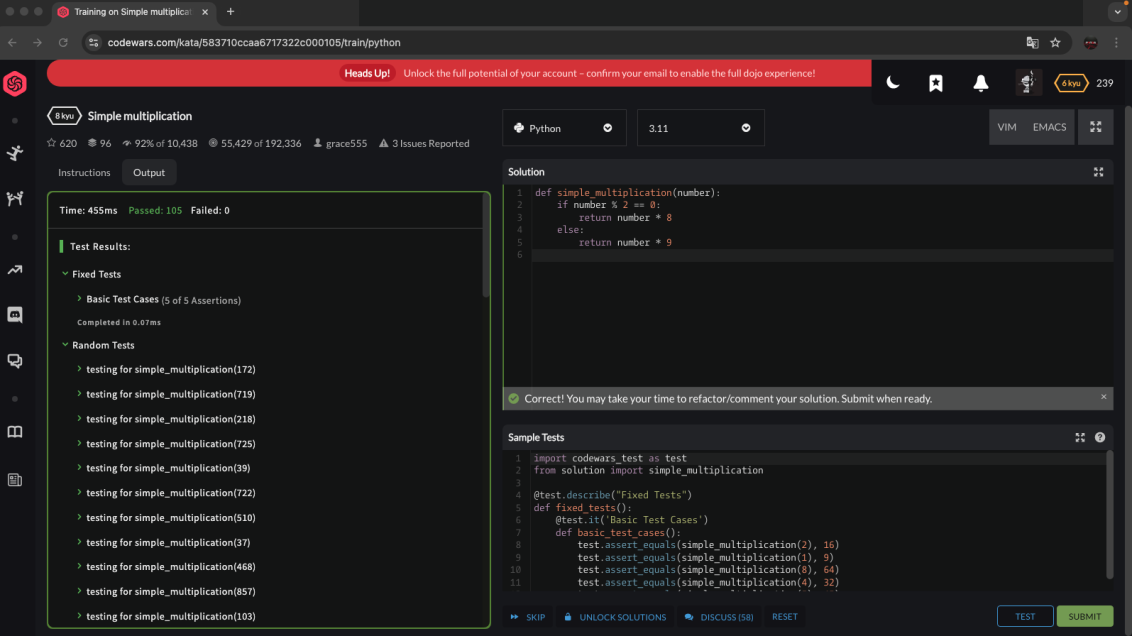 Training on Simple multiplicat
codewars.com/kata/583710ccaa6717322c000105/train/python
Heads Up! Unlock the full potential of your account – confirm your email to enable the full dojo experience!
6 kyu 239
8 kyu Simple multiplication
620 96 92% of 10,438 55,429 of 192,336 grace555 3 Issues Reported
Instructions Output
Time: 455ms Passed: 105 Failed: 0
Test Results:
Fixed Tests
Basic Test Cases (5 of 5 Assertions)
Completed in 0.07ms
Random Tests
testing for simple_multiplication(172)
testing for simple_multiplication(719)
testing for simple_multiplication(218)
testing for simple_multiplication(725)
testing for simple_multiplication(39)
testing for simple_multiplication(722)
testing for simple_multiplication(510)
testing for simple_multiplication(37)
testing for simple_multiplication(468)
testing for simple_multiplication(857)
testing for simple_multiplication(103)
Python 3.11 VIM EMACS
Solution
1 def simple_multiplication(number):
2 if number % 2 == 0:
3 return number * 8
4 else:
5 return number * 9
6
Correct! You may take your time to refactor/comment your solution. Submit when ready.
Sample Tests
1 import codewars_test as test
2 from solution import simple_multiplication
3
4 @test.describe("Fixed Tests")
5 def fixed_tests():
6 @test.it('Basic Test Cases')
7 def basic_test_cases():
8 test.assert_equals(simple_multiplication(2), 16)
9 test.assert_equals(simple_multiplication(1), 9)
10 test.assert_equals(simple_multiplication(8), 64)
11 test.assert_equals(simple_multiplication(4), 32)
SKIP UNLOCK SOLUTIONS DISCUSS (58) RESET TEST SUBMIT